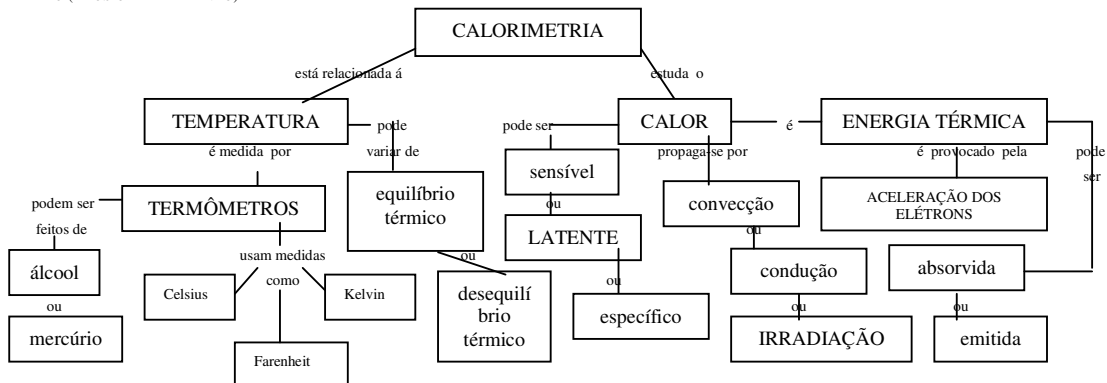 CALORIMETRIA
está relacionada á
estuda o
TEMPERATURA
pode
pode ser
CALOR
é
ENERGIA TÉRMICA
é medida por
variar de
sensível
propaga-se por
é provocado pela
pode
ser
TERMÔMETROS
equilíbrio
térmico
ou
convecção
ACELERAÇÃO DOS
ELÉTRONS
podem ser
feitos de
LATENTE
ou
usam medidas
como
ou
álcool
Celsius
Kelvin
desequilí
brio
térmico
ou
condução
absorvida
específico
ou
mercúrio
ou
ou
IRRADIAÇÃO
emitida
Farenheit